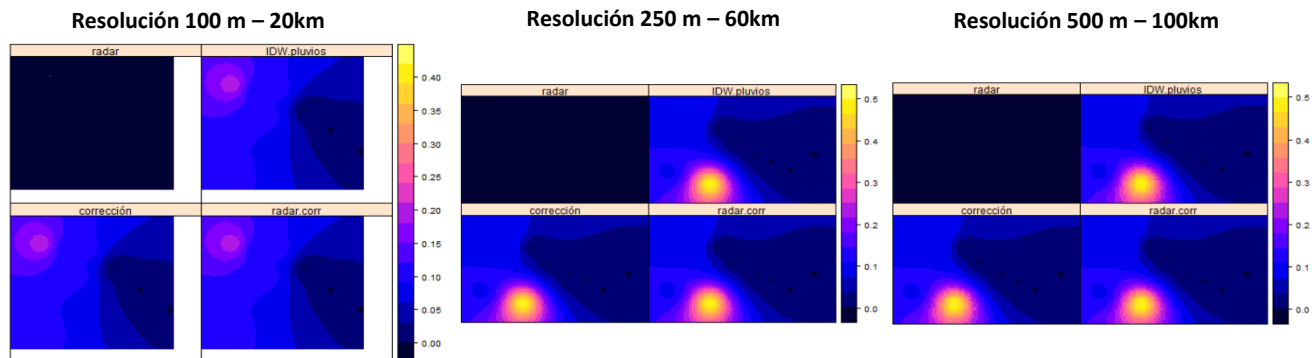 Resolución 100 m – 20km
radar
IDW.pluvios
corrección
radar.corr
0.40
0.35
0.30
0.25
0.20
0.15
0.10
0.05
0.00
Resolución 250 m – 60km
radar
IDW.pluvios
corrección
radar.corr
0.5
0.4
0.3
0.2
0.1
0.0
Resolución 500 m – 100km
radar
IDW.pluvios
corrección
radar.corr
0.5
0.4
0.3
0.2
0.1
0.0